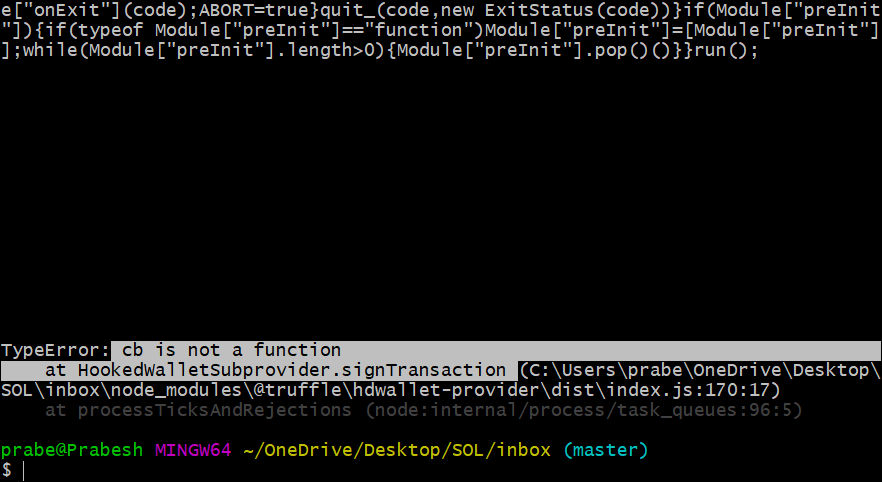 e["onExit"](code);ABORT=true}quit_(code,new ExitStatus(code))}if(Module["preInit
"]){if(typeof Module["preInit"]=="function")Module["preInit"]=[Module["preInit"]
];while(Module["preInit"].length>0){Module["preInit"].pop()()}}run();
TypeError: cb is not a function
    at HookedWalletSubprovider.signTransaction (C:\Users\prabe\OneDrive\Desktop\
SOL\inbox\node_modules\@truffle\hdwallet-provider\dist\index.js:170:17)
    at processTicksAndRejections (node:internal/process/task_queues:96:5)
prabe@Prabesh MINGW64 ~/OneDrive/Desktop/SOL/inbox (master)
$